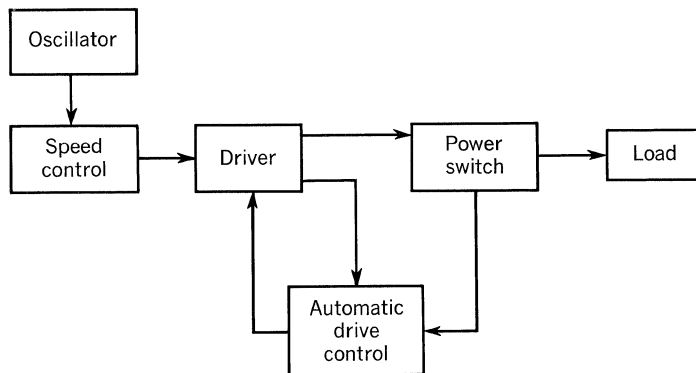 Oscillator
Speed
control
Driver
Power
switch
Load
Automatic
drive
control